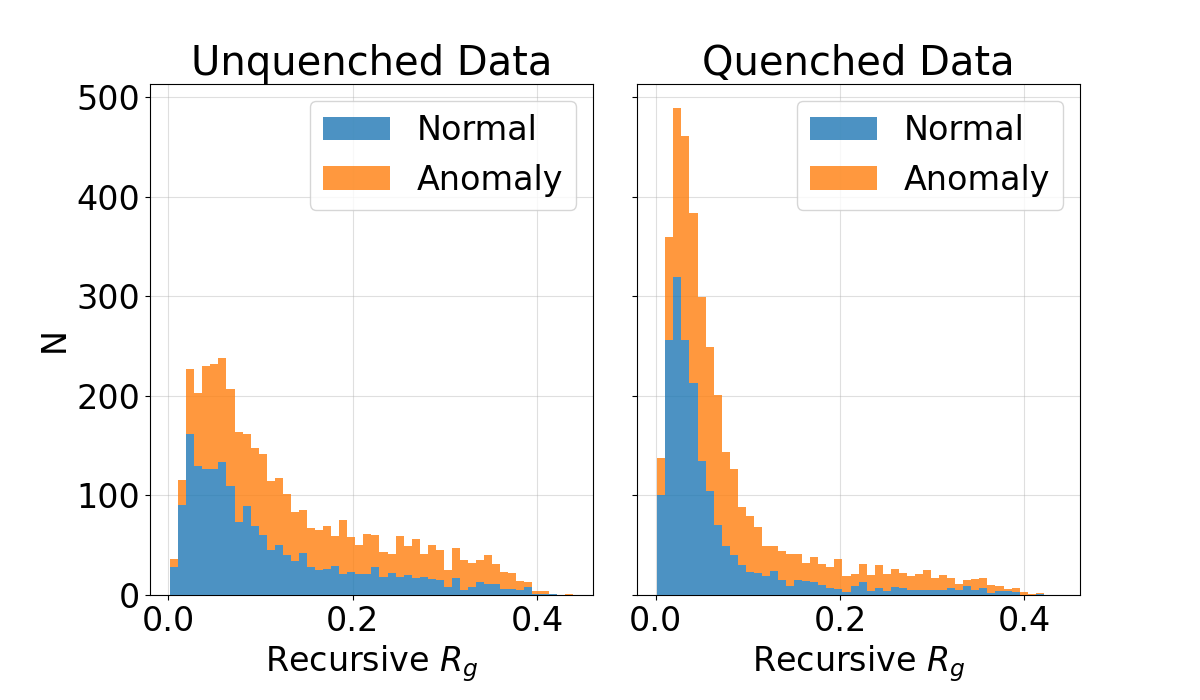 Unquenched Data
Quenched Data
500
400
300
200
100
0
N
Normal
Anomaly
Normal
Anomaly
0.0 0.2 0.4
0.0 0.2 0.4
Recursive R_g
Recursive R_g